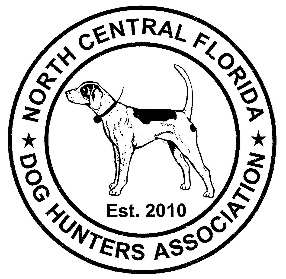 NORTH CENTRAL FLORIDA
DOG HUNTERS ASSOCIATION
Est. 2010